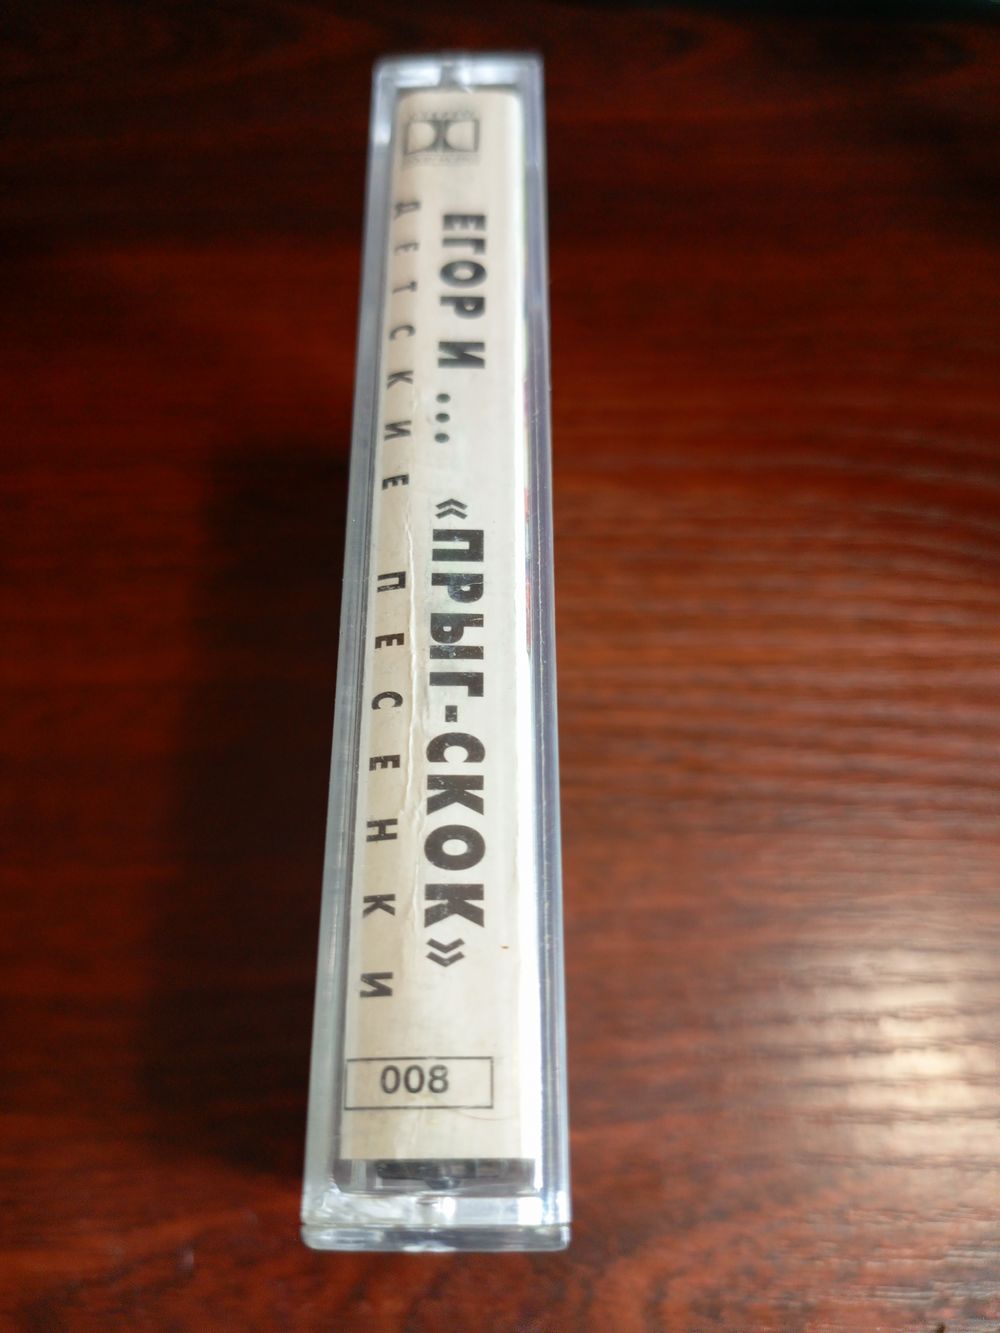 ЕГОР И ... «ПРЫГ-СКОК»
ДЕТСКИЕ ПЕСЕНКИ
008